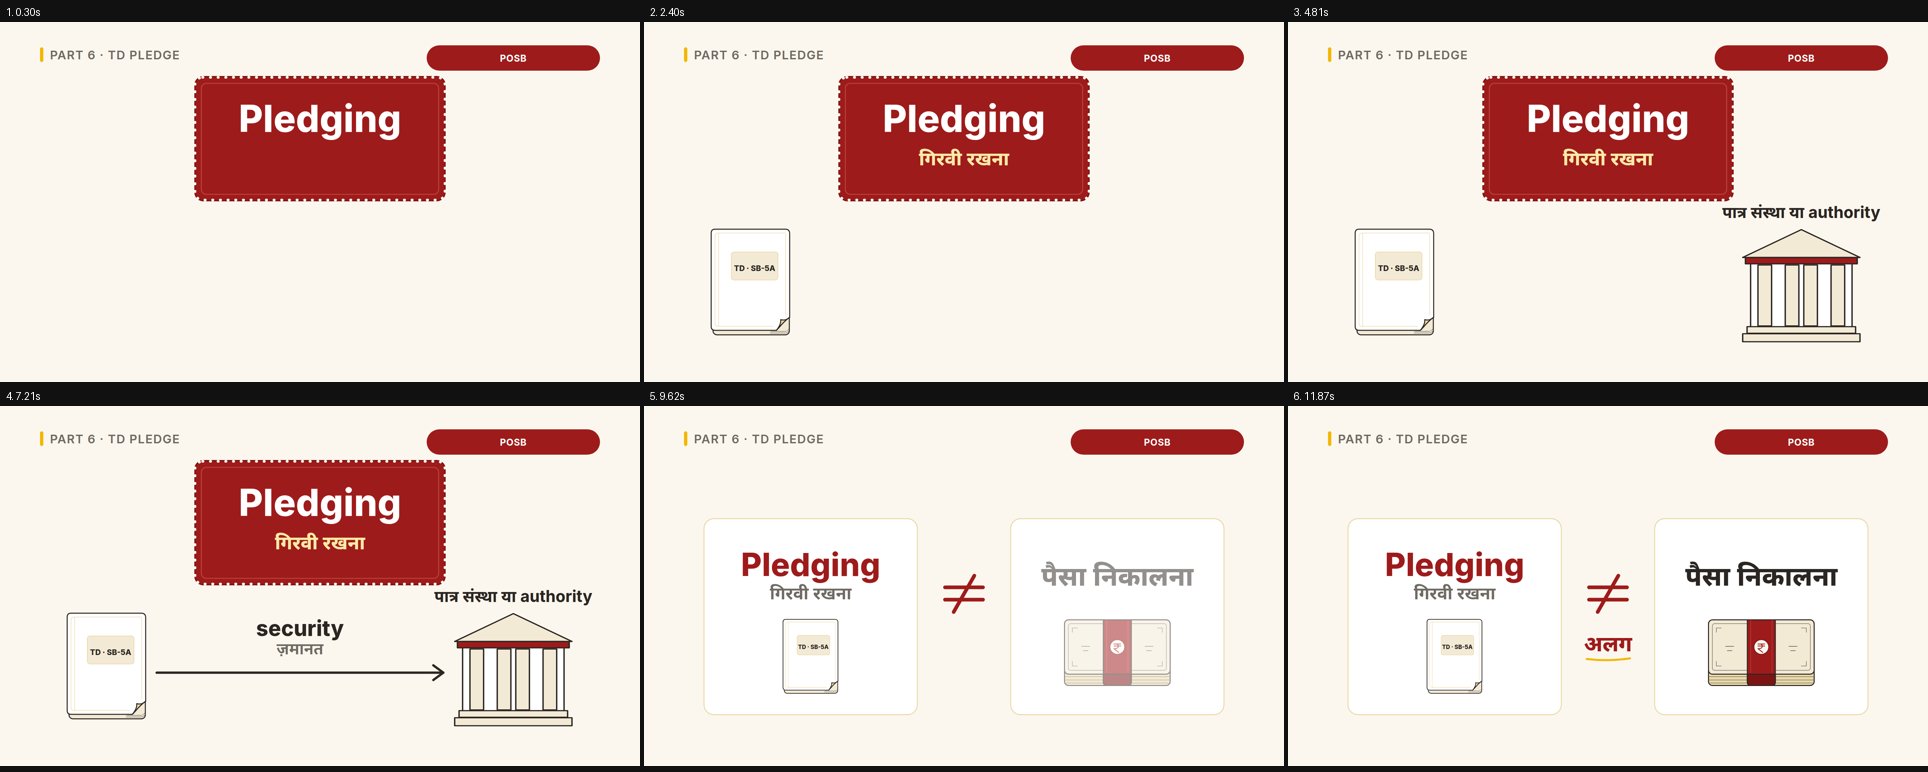 1. 0.30s
PART 6 · TD PLEDGE
POSB
Pledging
2. 2.40s
PART 6 · TD PLEDGE
POSB
Pledging
गिरवी रखना
TD · SB-5A
3. 4.81s
PART 6 · TD PLEDGE
POSB
Pledging
गिरवी रखना
पात्र संस्था या authority
TD · SB-5A
4. 7.21s
PART 6 · TD PLEDGE
POSB
Pledging
गिरवी रखना
पात्र संस्था या authority
security
ज़मानत
TD · SB-5A
5. 9.62s
PART 6 · TD PLEDGE
POSB
Pledging
गिरवी रखना
TD · SB-5A
≠
पैसा निकालना
₹
6. 11.87s
PART 6 · TD PLEDGE
POSB
Pledging
गिरवी रखना
TD · SB-5A
≠
अलग
पैसा निकालना
₹